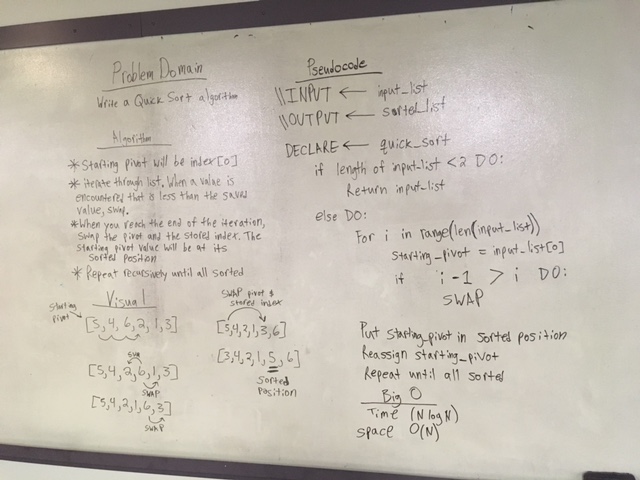 Problem Domain
Write a Quick Sort algorithm
Algorithm
* Starting pivot will be index[0]
* iterate through list. When a value is
encountered that is less than the saved
value, swap.
* When you reach the end of the iteration,
swap the pivot and the stored index. The
starting pivot value will be at its
sorted position
* Repeat recursively until all sorted
Visual
starting
pivot
[5,4,6,2,1,3]
[5,4,2,6,1,3]
SWAP
[5,4,2,1,6,3]
SWAP
SWAP pivot &
stored index
[5,4,2,1,3,6]
[3,4,2,1,5,6]
sorted
position
Pseudocode
\\INPUT ← input_list
\\OUTPUT ← sorted_list
DECLARE ← quick_sort
if length of input_list < 2 DO:
Return input_list
else DO:
For i in range(len(input_list))
starting_pivot = input_list[0]
if i-1 > i DO:
SWAP
Put starting_pivot in sorted position
Reassign starting_pivot
Repeat until all sorted
Big O
Time (N log N)
space O(N)